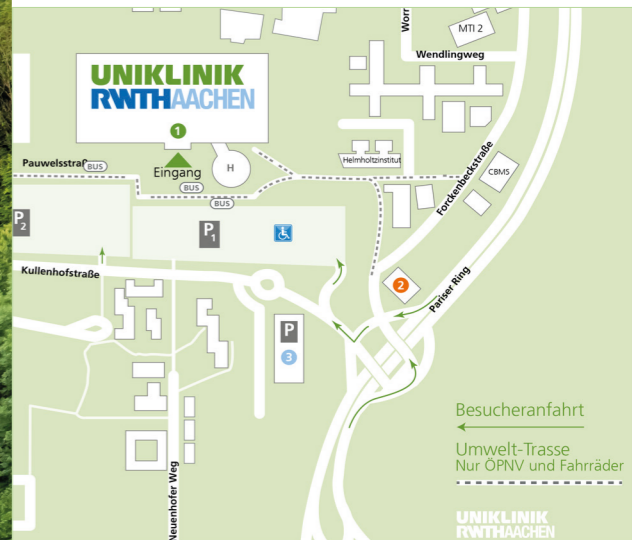 Worr
MTI 2
Wendlingweg
UNIKLINIK
RWTHAACHEN
1
Pauwelsstraße
BUS
Eingang
H
BUS
BUS
Helmholtzinstitut
CBMS
Forckenbeckstraße
P2
P1
Kullenhofstraße
2
Pariser Ring
P
3
Neuenhofer Weg
Besucheranfahrt
Umwelt-Trasse
Nur ÖPNV und Fahrräder
UNIKLINIK
RWTHAACHEN